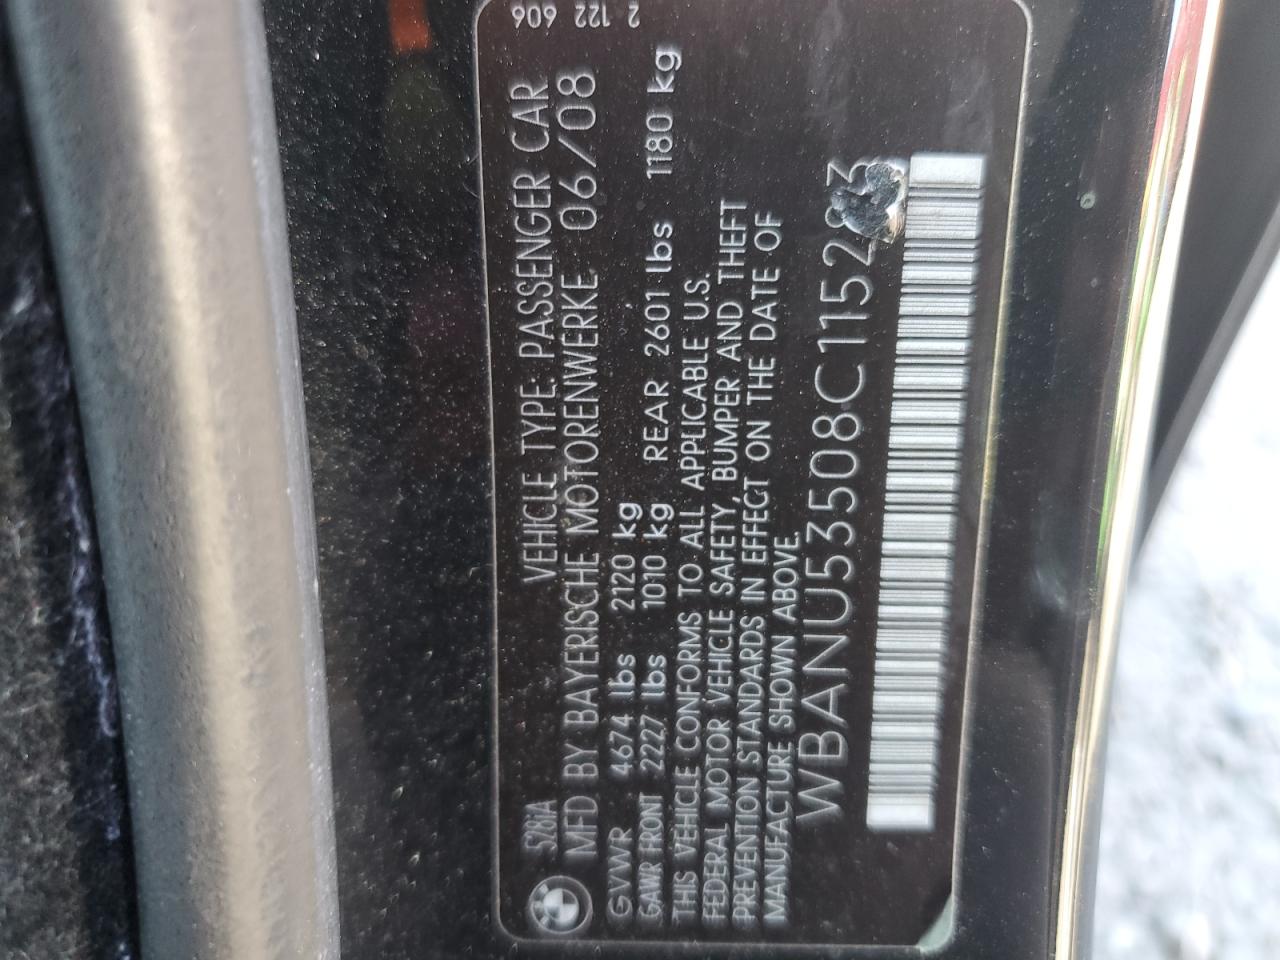 528iA VEHICLE TYPE: PASSENGER CAR
MFD BY BAYERISCHE MOTORENWERKE 06/08
GVWR 4674 lbs 2120 kg
GAWR FRONT 2227 lbs 1010 kg REAR 2601 lbs 1180 kg
THIS VEHICLE CONFORMS TO ALL APPLICABLE U.S.
FEDERAL MOTOR VEHICLE SAFETY, BUMPER AND THEFT
PREVENTION STANDARDS IN EFFECT ON THE DATE OF
MANUFACTURE SHOWN ABOVE.
WBANU53508C115283
2 122 606